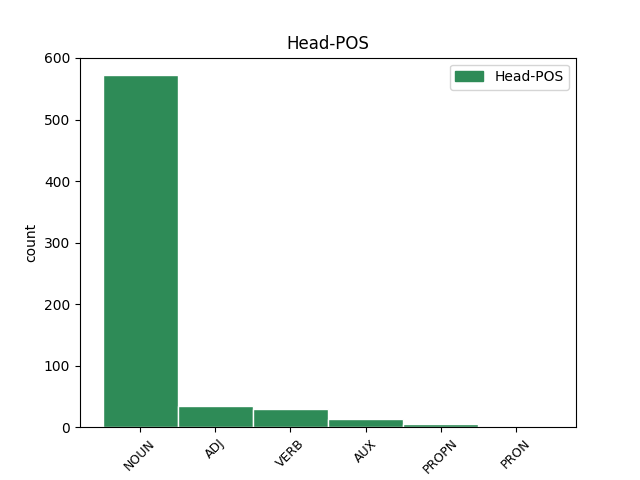 Head-POS
Head-POS
count
600
500
400
300
200
100
0
NOUN
ADJ
VERB
AUX
PROPN
PRON